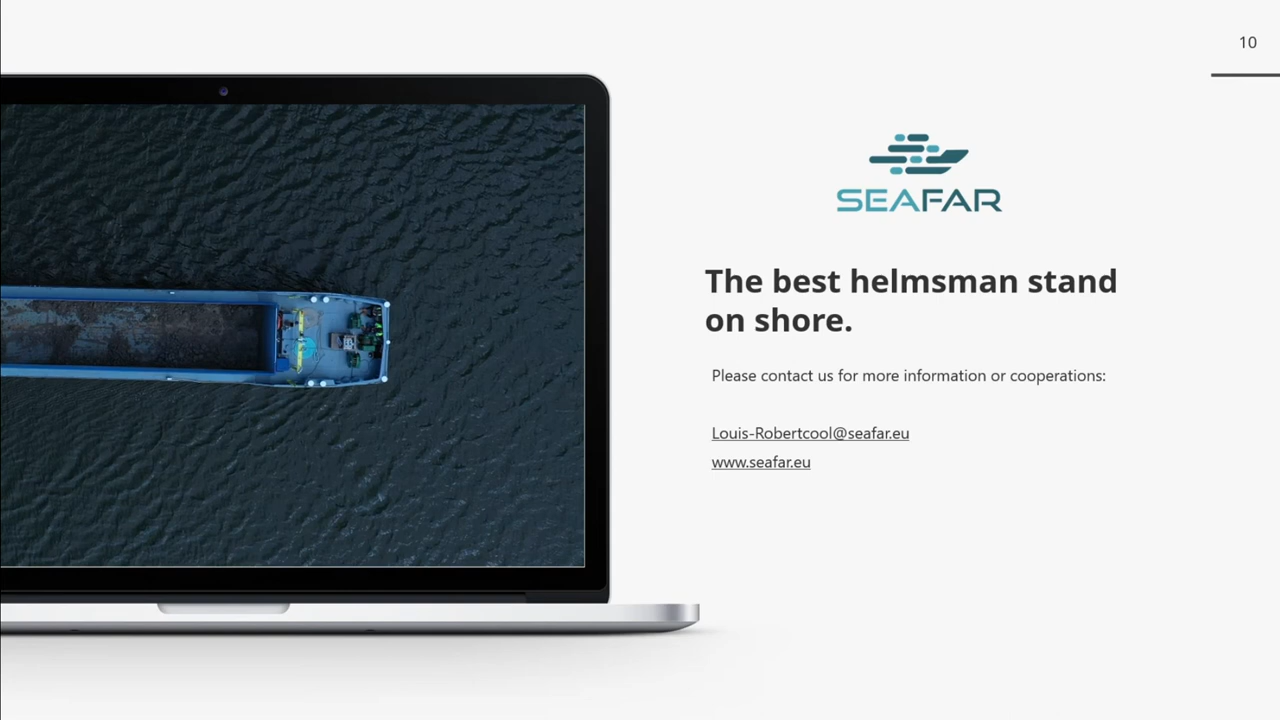 10
SEAFAR
The best helmsman stand
on shore.
Please contact us for more information or cooperations:
Louis-Robertcool@seafar.eu
www.seafar.eu